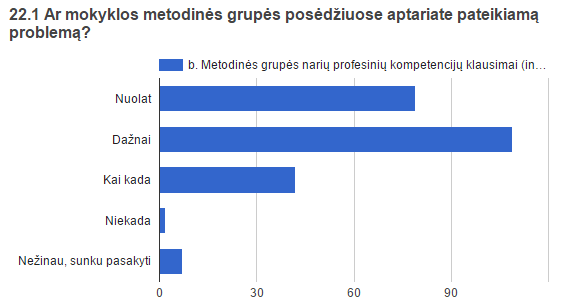 22.1 Ar mokyklos metodinės grupės posėdžiuose aptariate pateikiamą
problemą?
b. Metodinės grupės narių profesinių kompetencijų klausimai (in…
Nuolat
Dažnai
Kai kada
Niekada
Nežinau, sunku pasakyti
0 30 60 90